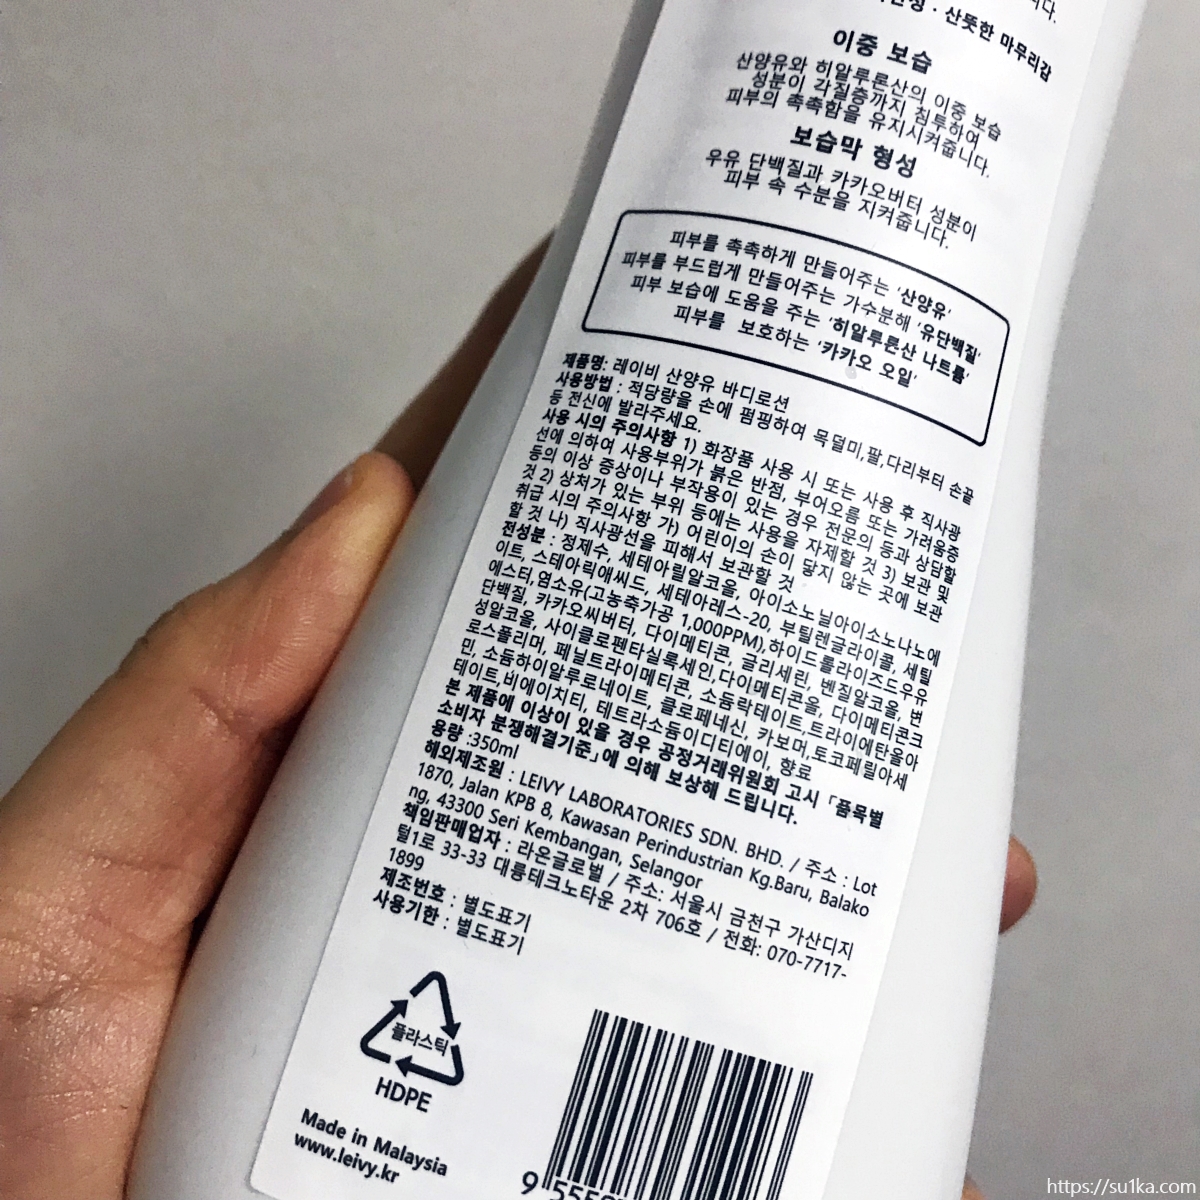 · 산뜻한 마무리감
이중 보습
산양유와 히알루론산의 이중 보습
성분이 각질층까지 침투하여
피부의 촉촉함을 유지시켜줍니다.
보습막 형성
우유 단백질과 카카오버터 성분이
피부 속 수분을 지켜줍니다.
피부를 촉촉하게 만들어주는 '산양유'
피부를 부드럽게 만들어주는 가수분해 '유단백질'
피부 보습에 도움을 주는 '히알루론산 나트륨'
피부를 보호하는 '카카오 오일'
제품명: 레이비 산양유 바디로션
사용방법 : 적당량을 손에 펌핑하여 목덜미,팔,다리부터 손끝
등 전신에 발라주세요.
사용 시의 주의사항 1) 화장품 사용 시 또는 사용 후 직사광
선에 의하여 사용부위가 붉은 반점, 부어오름 또는 가려움증
등의 이상 증상이나 부작용이 있는 경우 전문의 등과 상담할
것 2) 상처가 있는 부위 등에는 사용을 자제할 것 3) 보관 및
취급 시의 주의사항 가) 어린이의 손이 닿지 않는 곳에 보관
할 것 나) 직사광선을 피해서 보관할 것
전성분 : 정제수, 세테아릴알코올, 아이소노닐아이소노나노에
이트, 스테아릭애씨드, 세테아레스-20, 부틸렌글라이콜, 세틸
에스터,염소유(고농축가공 1,000PPM),하이드롤라이즈드우유
단백질, 카카오씨버터, 다이메티콘, 글리세린, 벤질알코올, 변
성알코올, 사이클로펜타실록세인,다이메티콘올, 다이메티콘크
로스폴리머, 페닐트라이메티콘, 소듐락테이트,트라이에탄올아
민, 소듐하이알루로네이트, 클로페네신, 카보머,토코페릴아세
테이트,비에이치티, 테트라소듐이디티에이, 향료
본 제품에 이상이 있을 경우 공정거래위원회 고시 「품목별
소비자 분쟁해결기준」에 의해 보상해 드립니다.
용량 :350ml
해외제조원 : LEIVY LABORATORIES SDN. BHD. / 주소 : Lot
1870, Jalan KPB 8, Kawasan Perindustrian Kg.Baru, Balako
ng, 43300 Seri Kembangan, Selangor
책임판매업자 : 라온글로벌 / 주소: 서울시 금천구 가산디지
털1로 33-33 대륭테크노타운 2차 706호 / 전화: 070-7717-
1899
제조번호 : 별도표기
사용기한 : 별도표기
플라스틱
HDPE
Made in Malaysia
www.leivy.kr
https://su1ka.com